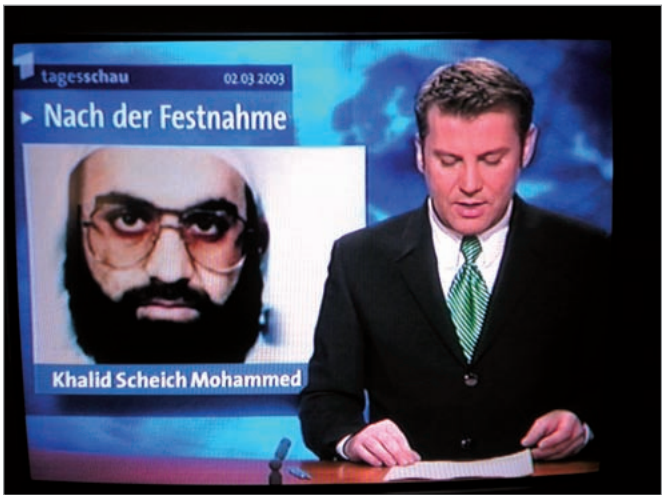 tagesschau 02.03.2003
Nach der Festnahme
Khalid Scheich Mohammed